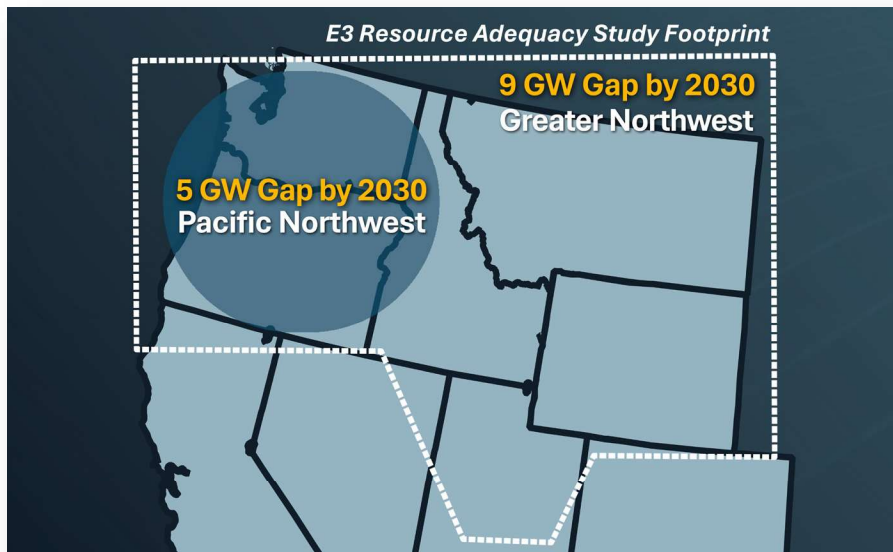 E3 Resource Adequacy Study Footprint
9 GW Gap by 2030
Greater Northwest
5 GW Gap by 2030
Pacific Northwest